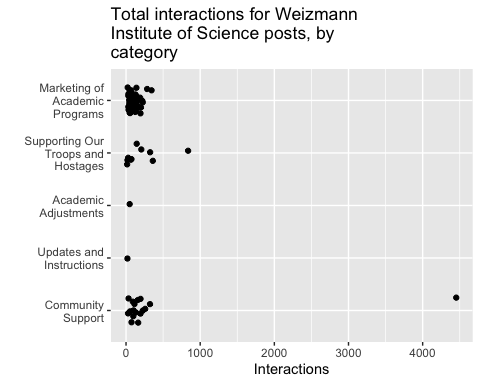 Total interactions for Weizmann
Institute of Science posts, by
category
Marketing of
Academic
Programs
Supporting Our
Troops and
Hostages
Academic
Adjustments
Updates and
Instructions
Community
Support
0 1000 2000 3000 4000
Interactions